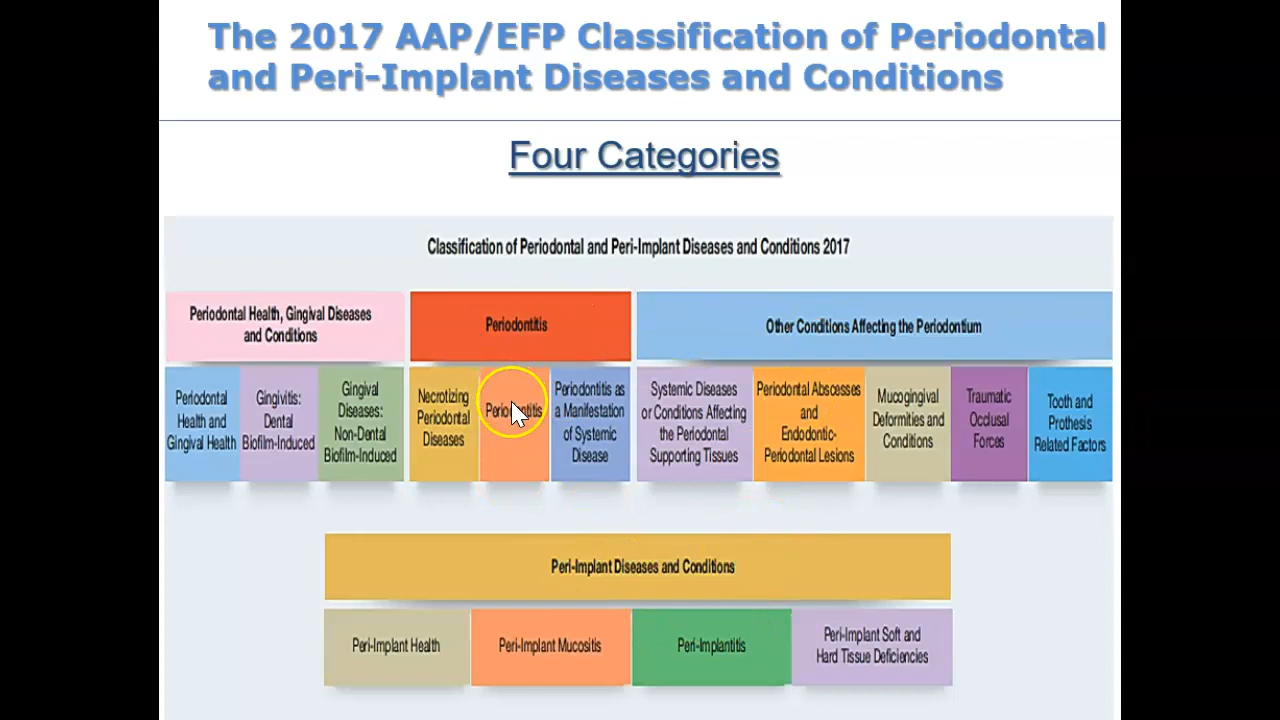 The 2017 AAP/EFP Classification of Periodontal
and Peri-Implant Diseases and Conditions
Four Categories
Classification of Periodontal and Peri-Implant Diseases and Conditions 2017
Periodontal Health, Gingival Diseases
and Conditions
Periodontitis
Other Conditions Affecting the Periodontium
Periodontal
Health and
Gingival Health
Gingivitis:
Dental
Biofilm-Induced
Gingival
Diseases:
Non-Dental
Biofilm-Induced
Necrotizing
Periodontal
Diseases
Periodontitis
Periodontitis as
a Manifestation
of Systemic
Disease
Systemic Diseases
or Conditions Affecting
the Periodontal
Supporting Tissues
Periodontal Abscesses
and
Endodontic-
Periodontal Lesions
Mucogingival
Deformities and
Conditions
Traumatic
Occlusal
Forces
Tooth and
Prosthesis
Related Factors
Peri-Implant Diseases and Conditions
Peri-Implant Health
Peri-Implant Mucositis
Peri-Implantitis
Peri-Implant Soft and
Hard Tissue Deficiencies